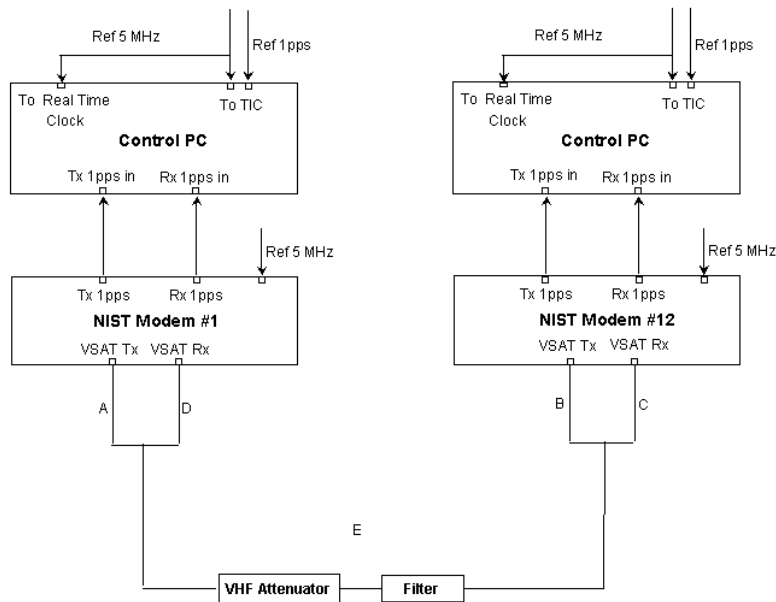 Ref 5 MHz
Ref 1pps
To Real Time
Clock
To TIC
Control PC
Tx 1pps in
Rx 1pps in
Ref 5 MHz
Tx 1pps
Rx 1pps
NIST Modem #1
VSAT Tx
VSAT Rx
A
D
Ref 5 MHz
Ref 1pps
To Real Time
Clock
To TIC
Control PC
Tx 1pps in
Rx 1pps in
Ref 5 MHz
Tx 1pps
Rx 1pps
NIST Modem #12
VSAT Tx
VSAT Rx
B
C
E
VHF Attenuator
Filter